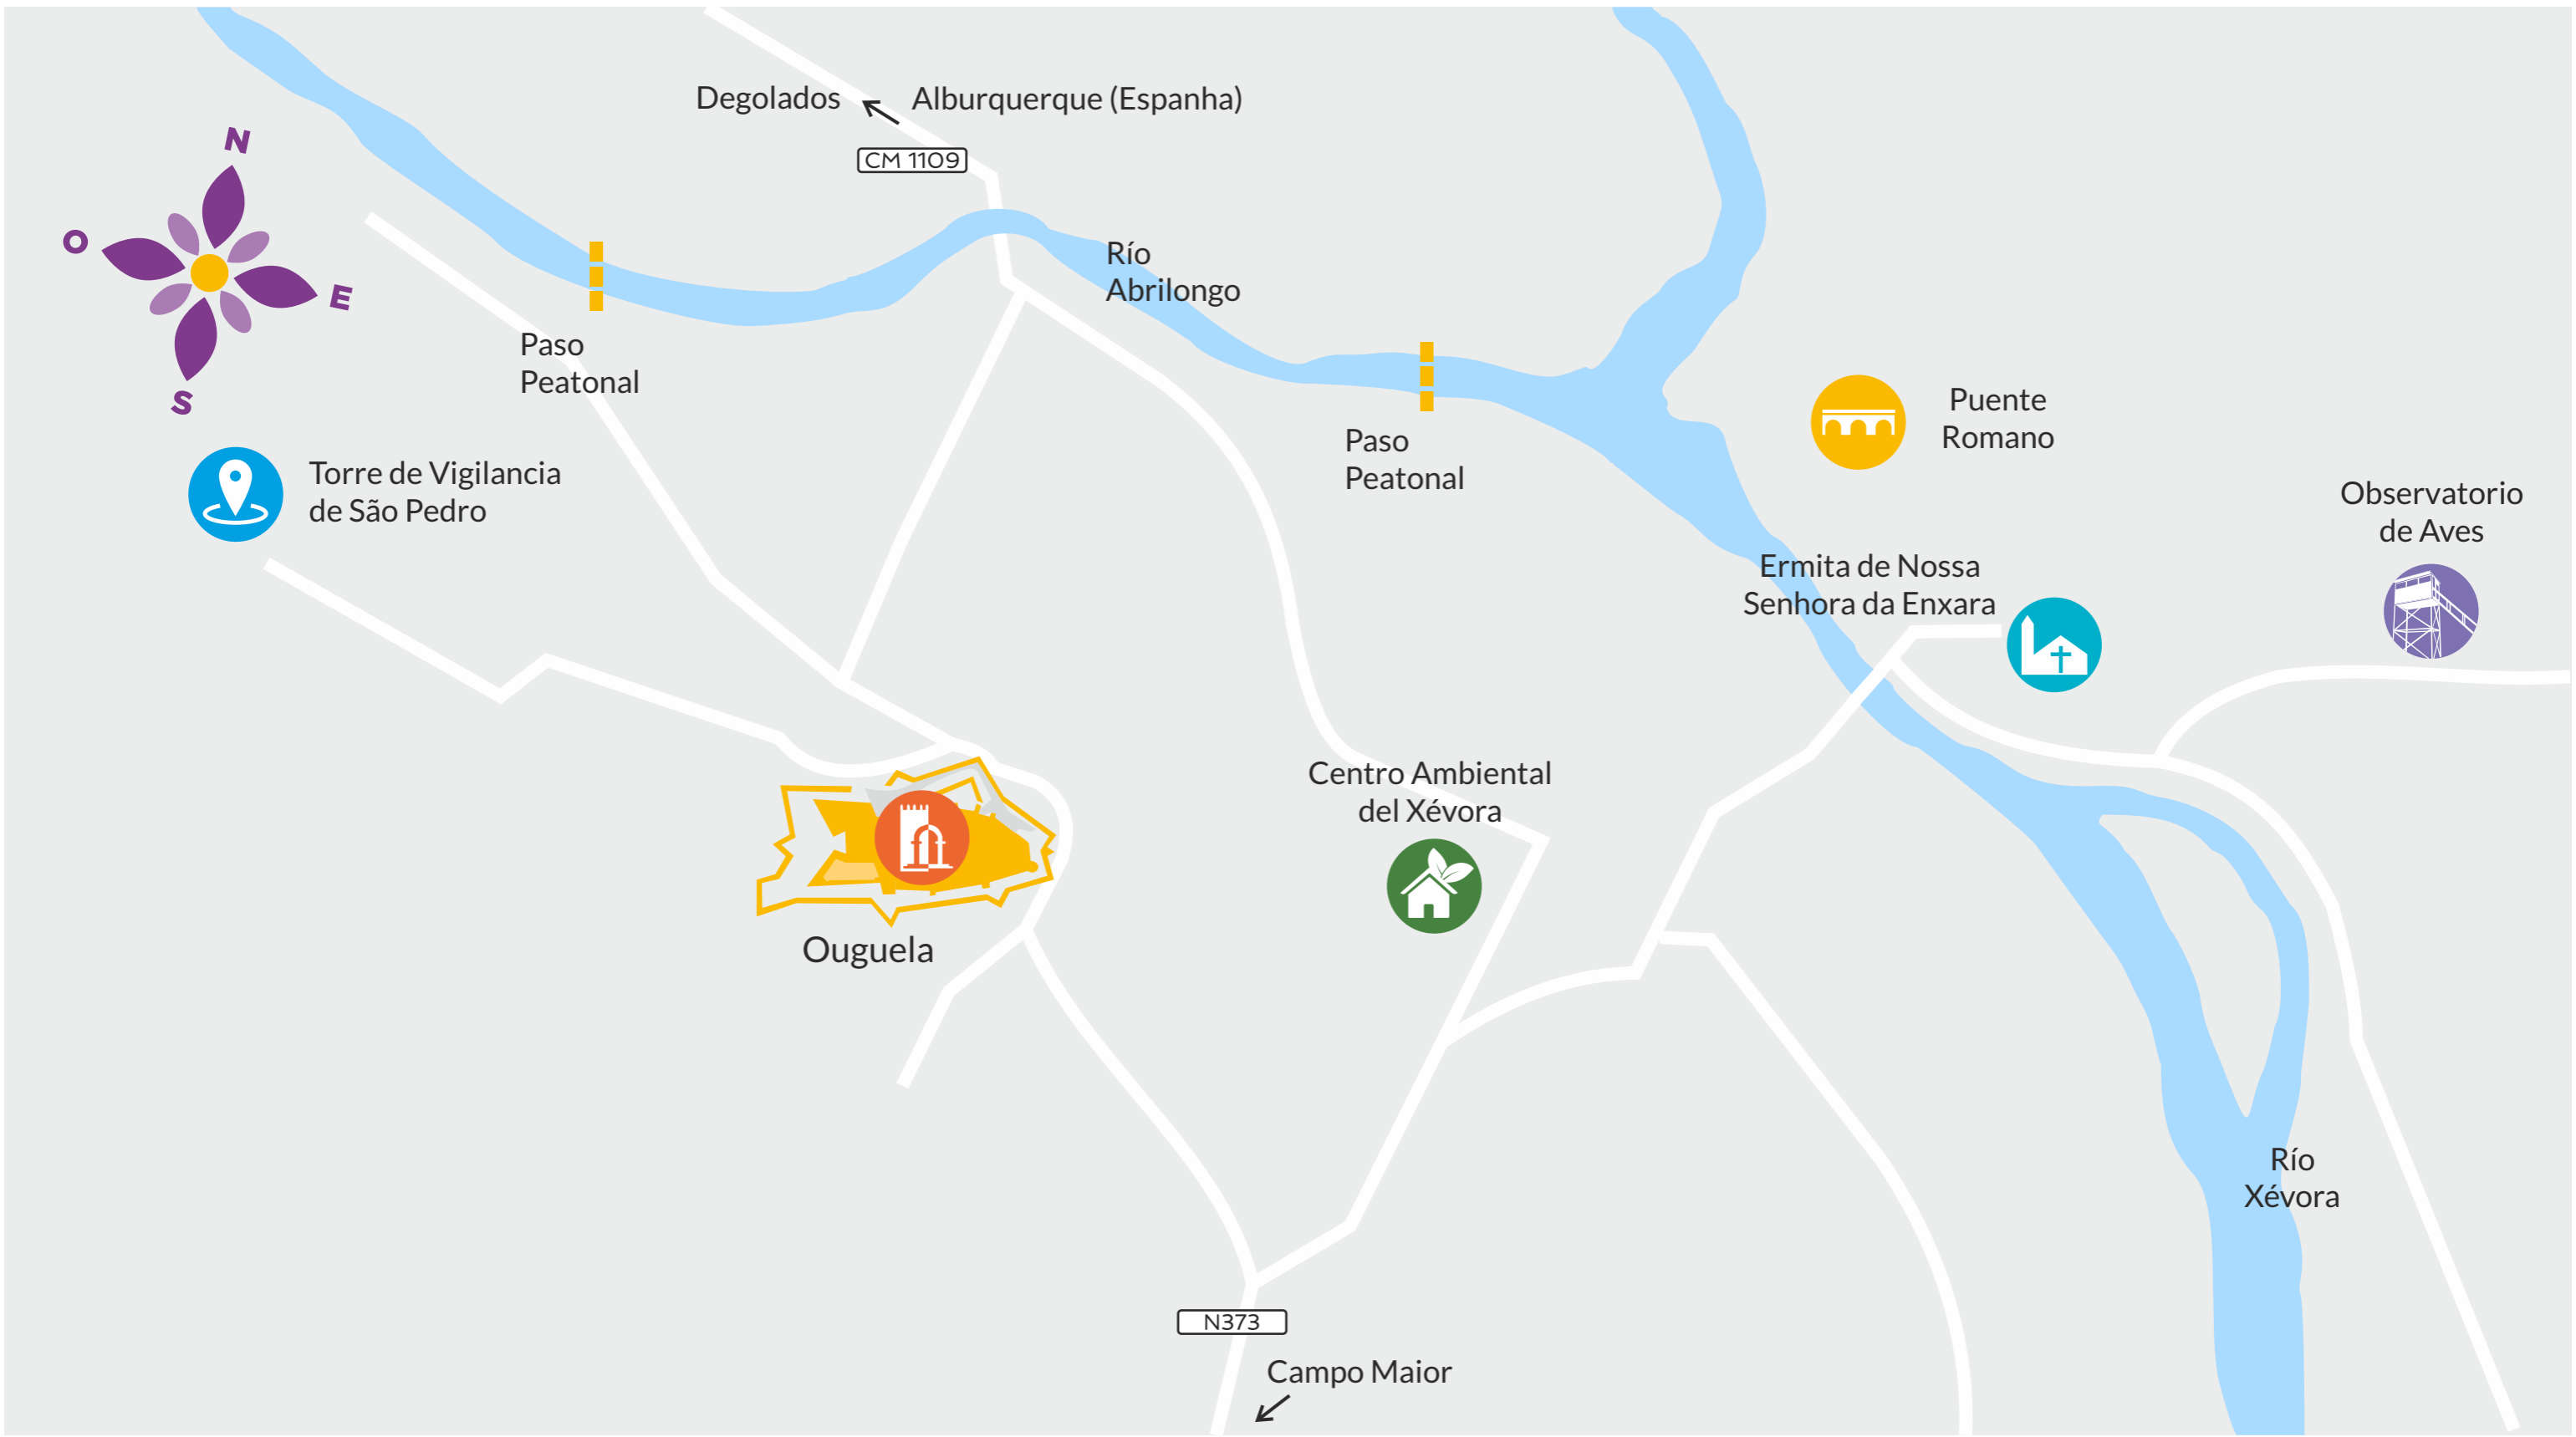 Degolados
Alburquerque (Espanha)
CM 1109
N
O
E
S
Río
Abrilongo
Paso
Peatonal
Torre de Vigilancia
de São Pedro
Paso
Peatonal
Puente
Romano
Observatorio
de Aves
Ermita de Nossa
Senhora da Enxara
Centro Ambiental
del Xévora
Ouguela
Río
Xévora
N373
Campo Maior